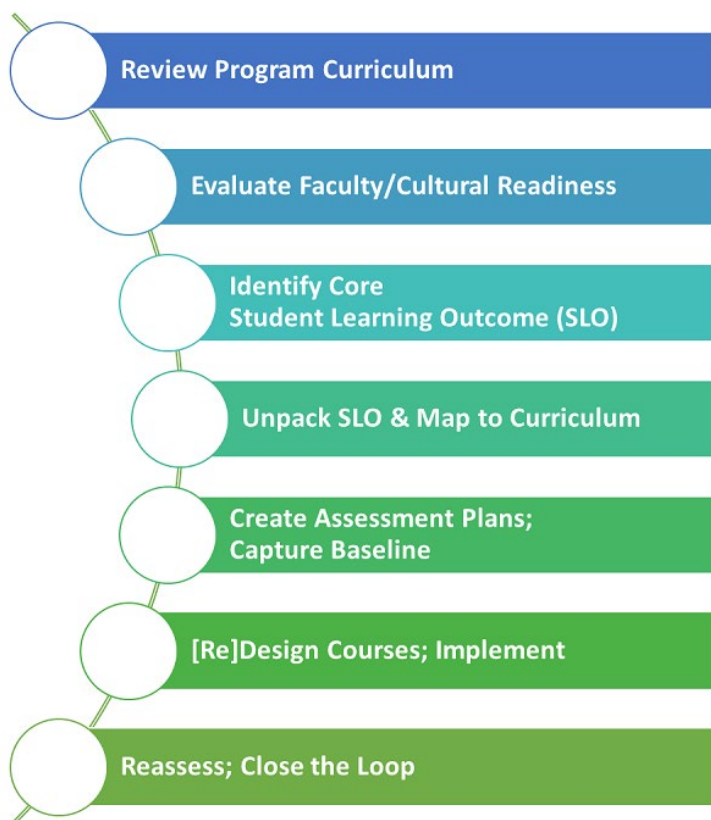 Review Program Curriculum
Evaluate Faculty/Cultural Readiness
Identify Core
Student Learning Outcome (SLO)
Unpack SLO & Map to Curriculum
Create Assessment Plans;
Capture Baseline
[Re]Design Courses; Implement
Reassess; Close the Loop